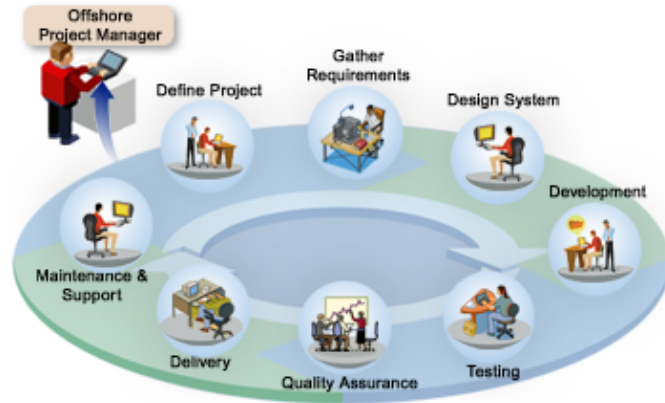 Offshore
Project Manager
Define Project
Gather
Requirements
Design System
Development
Testing
Quality Assurance
Delivery
Maintenance &
Support